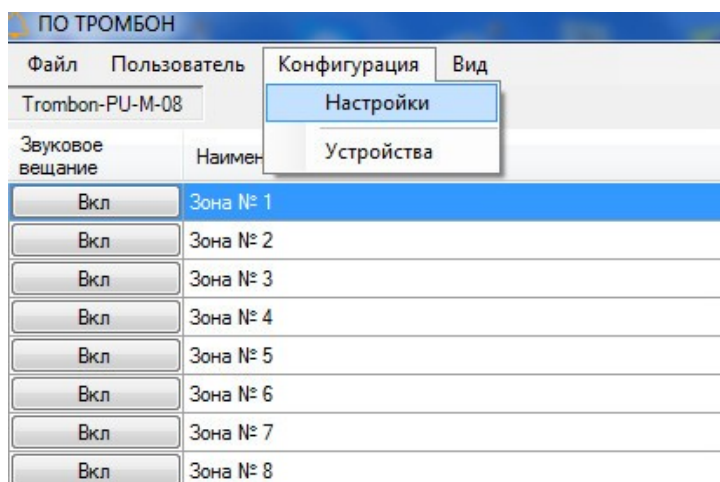 ПО ТРОМБОН
Файл Пользователь Конфигурация Вид
Trombon-PU-M-08
Настройки
Устройства
Звуковое вещание
Наимен
Вкл Зона № 1
Вкл Зона № 2
Вкл Зона № 3
Вкл Зона № 4
Вкл Зона № 5
Вкл Зона № 6
Вкл Зона № 7
Вкл Зона № 8